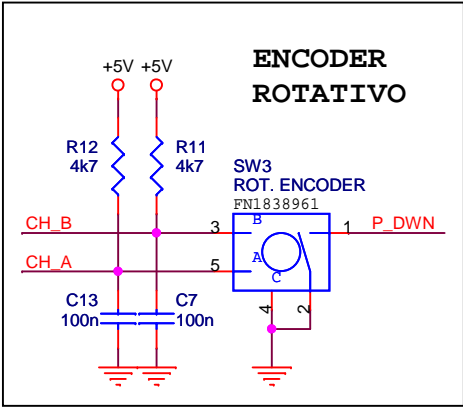 ENCODER
ROTATIVO
+5V +5V
R12
4k7
R11
4k7
SW3
ROT. ENCODER
FN1838961
CH_B
3
B
1
P_DWN
CH_A
5
A
C
4
2
C13
100n
C7
100n